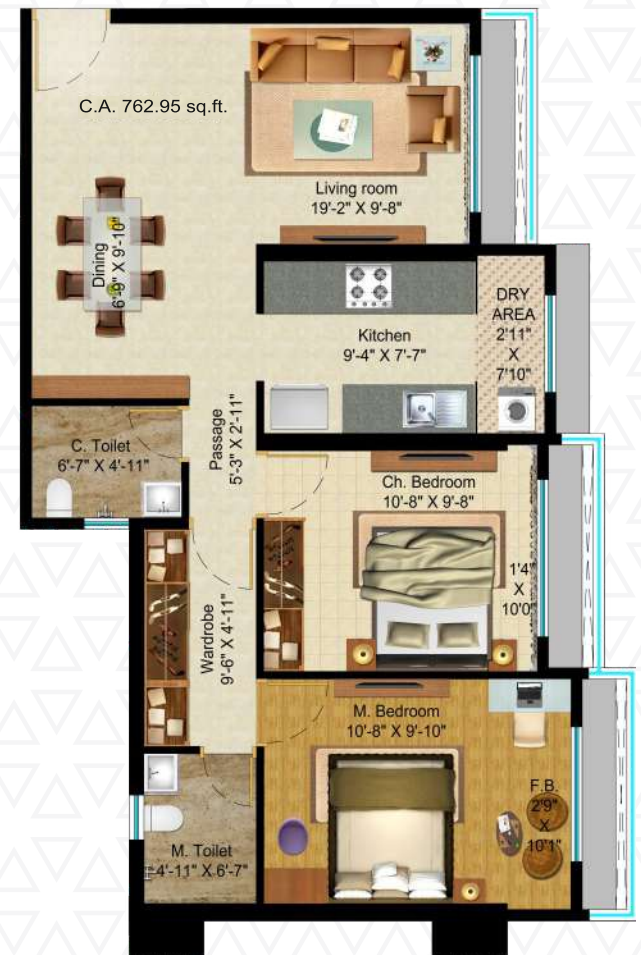 C.A. 762.95 sq.ft.
Living room
19'-2" X 9'-8"
Dining
6'-9" X 9'-10"
Kitchen
9'-4" X 7'-7"
DRY
AREA
2'11"
X
7'10"
C. Toilet
6'-7" X 4'-11"
Passage
5'-3" X 2'-11"
Ch. Bedroom
10'-8" X 9'-8"
1'4"
X
10'0"
Wardrobe
9'-6" X 4'-11"
M. Bedroom
10'-8" X 9'-10"
F.B.
2'9"
X
10'1"
M. Toilet
4'-11" X 6'-7"